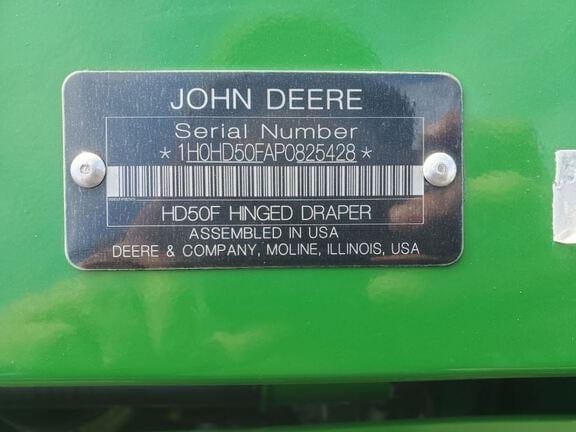 JOHN DEERE
Serial Number
*1H0HD50FAP0825428*
HD50F HINGED DRAPER
ASSEMBLED IN USA
DEERE & COMPANY, MOLINE, ILLINOIS, USA